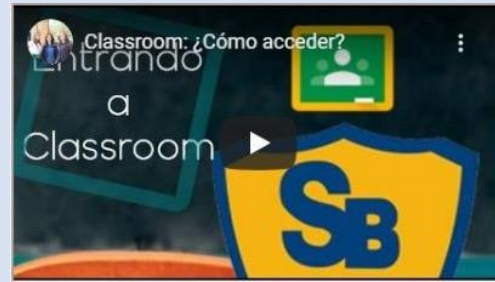 Classroom: ¿Cómo acceder?
Entrando
a
Classroom
SB